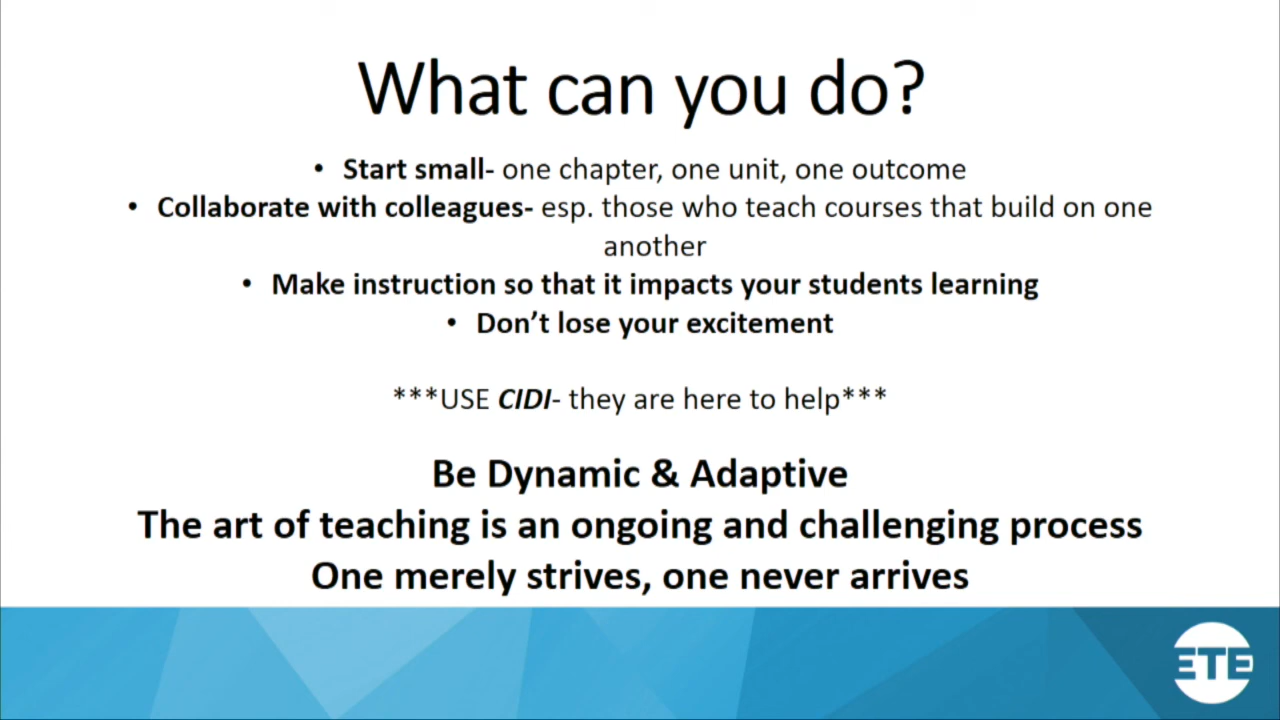 What can you do?
• Start small- one chapter, one unit, one outcome
• Collaborate with colleagues- esp. those who teach courses that build on one
another
• Make instruction so that it impacts your students learning
• Don’t lose your excitement
***USE CIDI- they are here to help***
Be Dynamic & Adaptive
The art of teaching is an ongoing and challenging process
One merely strives, one never arrives
ETE